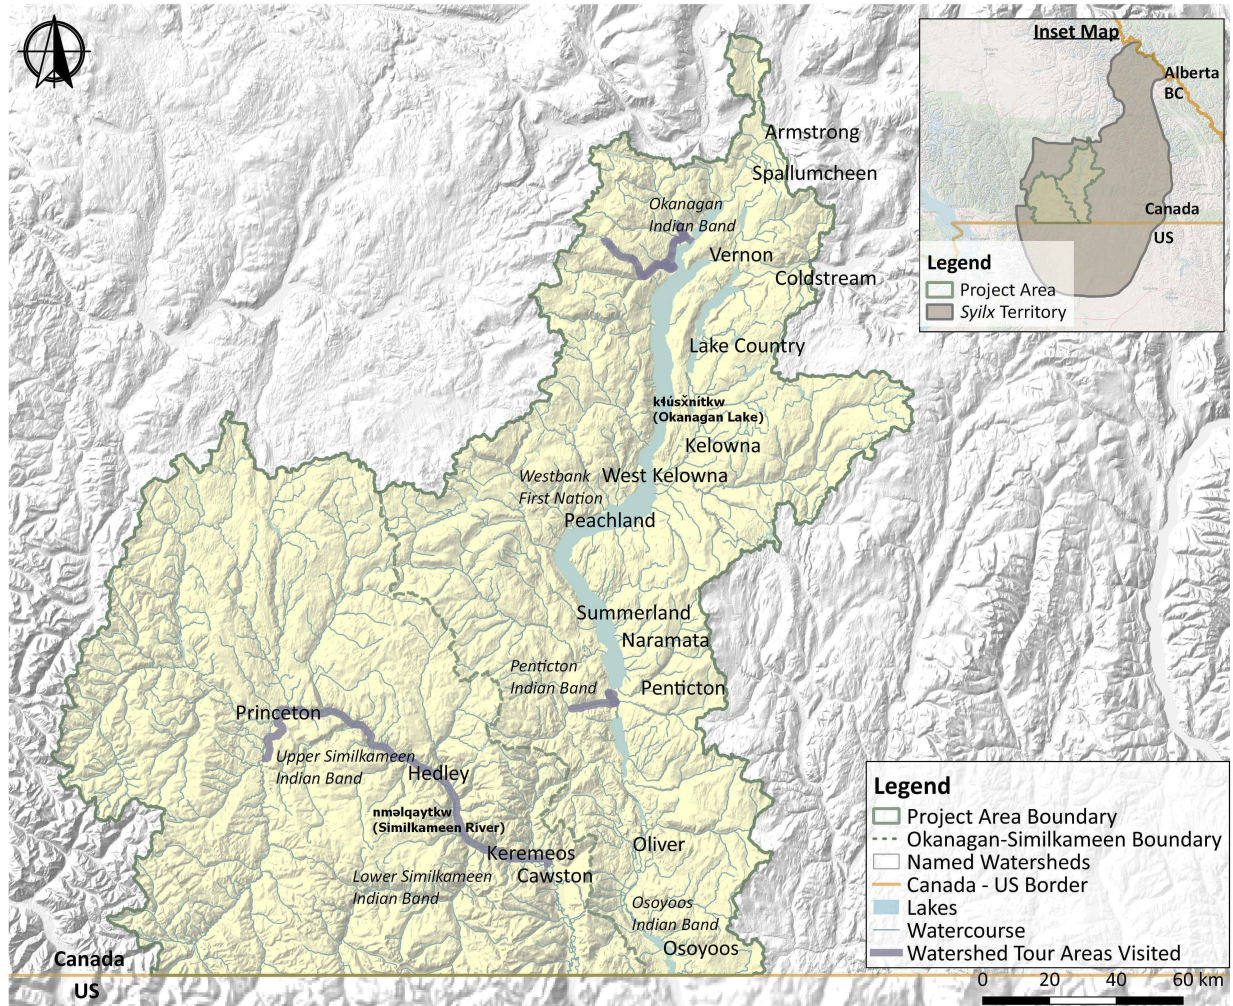 Inset Map
Alberta
BC
Canada
US
Legend
Project Area
Syilx Territory
Armstrong
Spallumcheen
Okanagan
Indian Band
Vernon
Coldstream
Lake Country
kɬúsx̌nítkw
(Okanagan Lake)
Kelowna
Westbank
First Nation
West Kelowna
Peachland
Summerland
Naramata
Penticton
Indian Band
Penticton
Princeton
Upper Similkameen
Indian Band
Hedley
nməlqaytkw
(Similkameen River)
Keremeos
Cawston
Lower Similkameen
Indian Band
Oliver
Osoyoos
Indian Band
Osoyoos
Canada
US
Legend
Project Area Boundary
Okanagan-Similkameen Boundary
Named Watersheds
Canada - US Border
Lakes
Watercourse
Watershed Tour Areas Visited
0 20 40 60 km